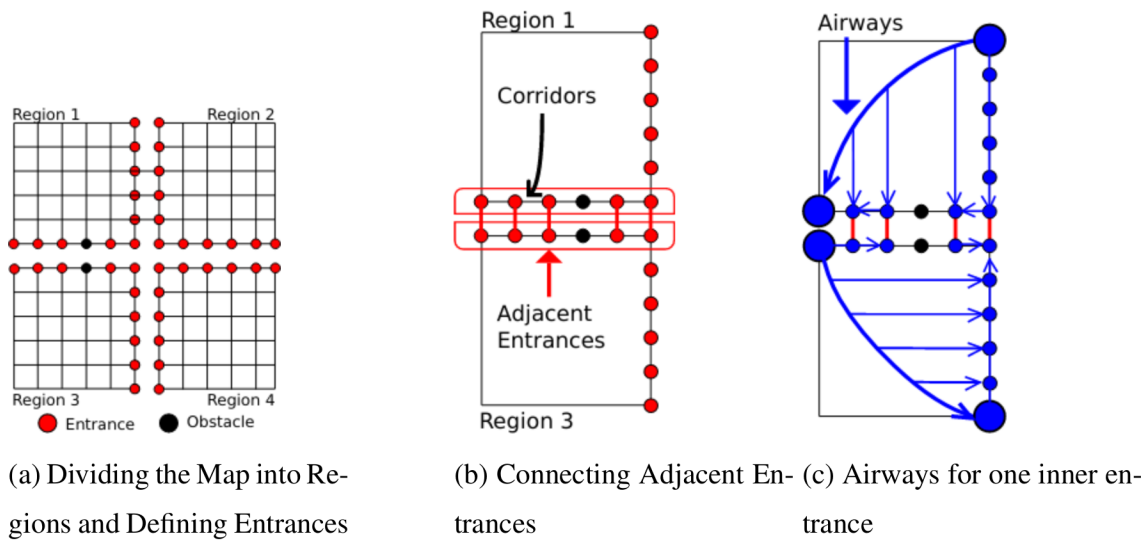 Region 1
Region 2
Region 3
Region 4
Entrance
Obstacle
(a) Dividing the Map into Re-
gions and Defining Entrances
Region 1
Corridors
Adjacent
Entrances
Region 3
(b) Connecting Adjacent En-
trances
Airways
(c) Airways for one inner en-
trance